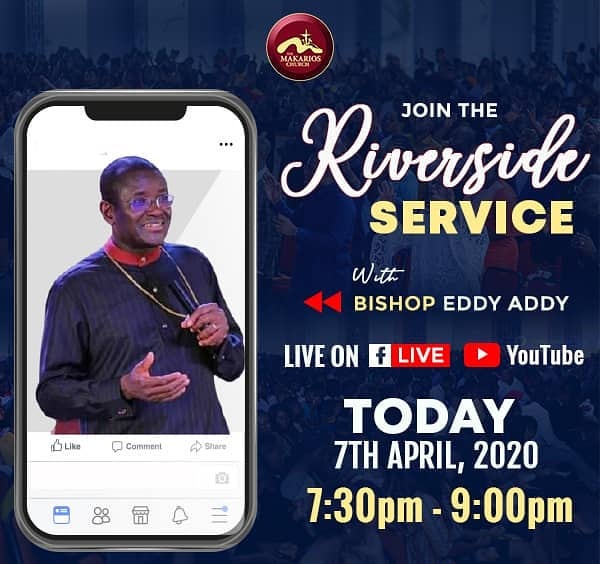 THE
MAKARIOS
CHURCH
JOIN THE
Riverside
SERVICE
With
BISHOP EDDY ADDY
LIVE ON f LIVE YouTube
TODAY
7TH APRIL, 2020
7:30pm - 9:00pm
Like Comment Share